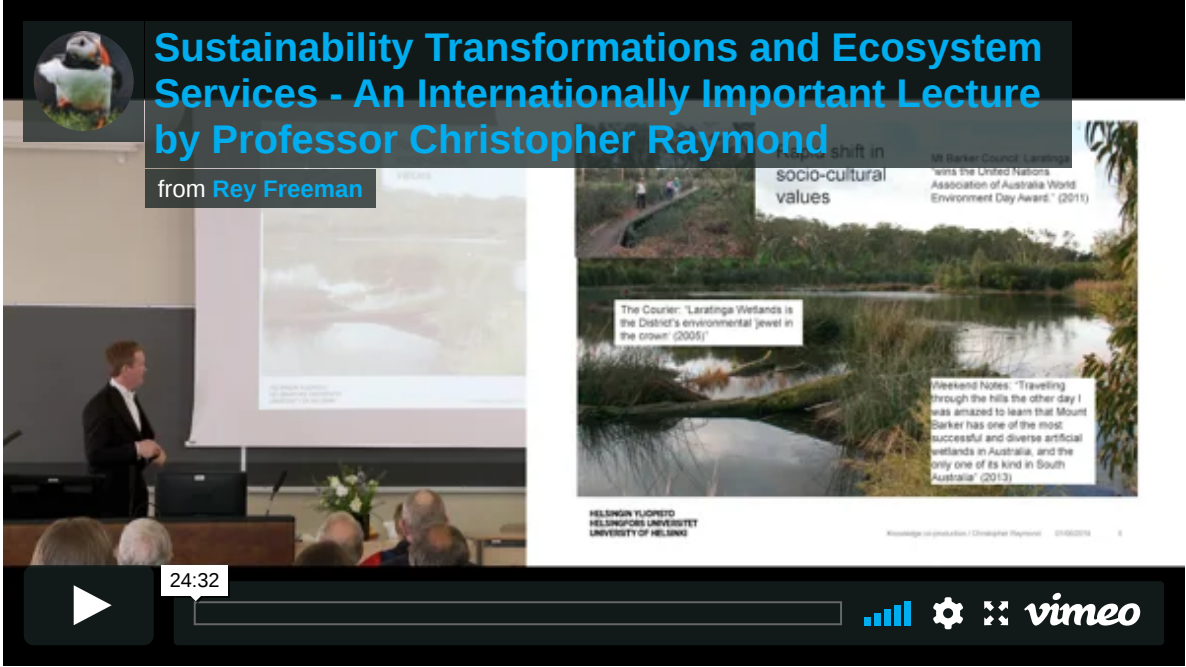 Sustainability Transformations and Ecosystem
Services - An Internationally Important Lecture
by Professor Christopher Raymond
from Rey Freeman
Rapid shift in
socio-cultural
values
Mt Barker Council: Laratinga
"wins the United Nations
Association of Australia World
Environment Day Award." (2011)
values
The Courier: "Laratinga Wetlands is
the District's environmental 'jewel in
the crown' (2005)"
Weekend Notes: "Travelling
through the hills the other day I
was amazed to learn that Mount
Barker has one of the most
successful and diverse artificial
wetlands in Australia, and the
only one of its kind in South
Australia" (2013)
HELSINGIN YLIOPISTO
HELSINGFORS UNIVERSITET
UNIVERSITY OF HELSINKI
Knowledge co-production / Christopher Raymond
24:32
vimeo